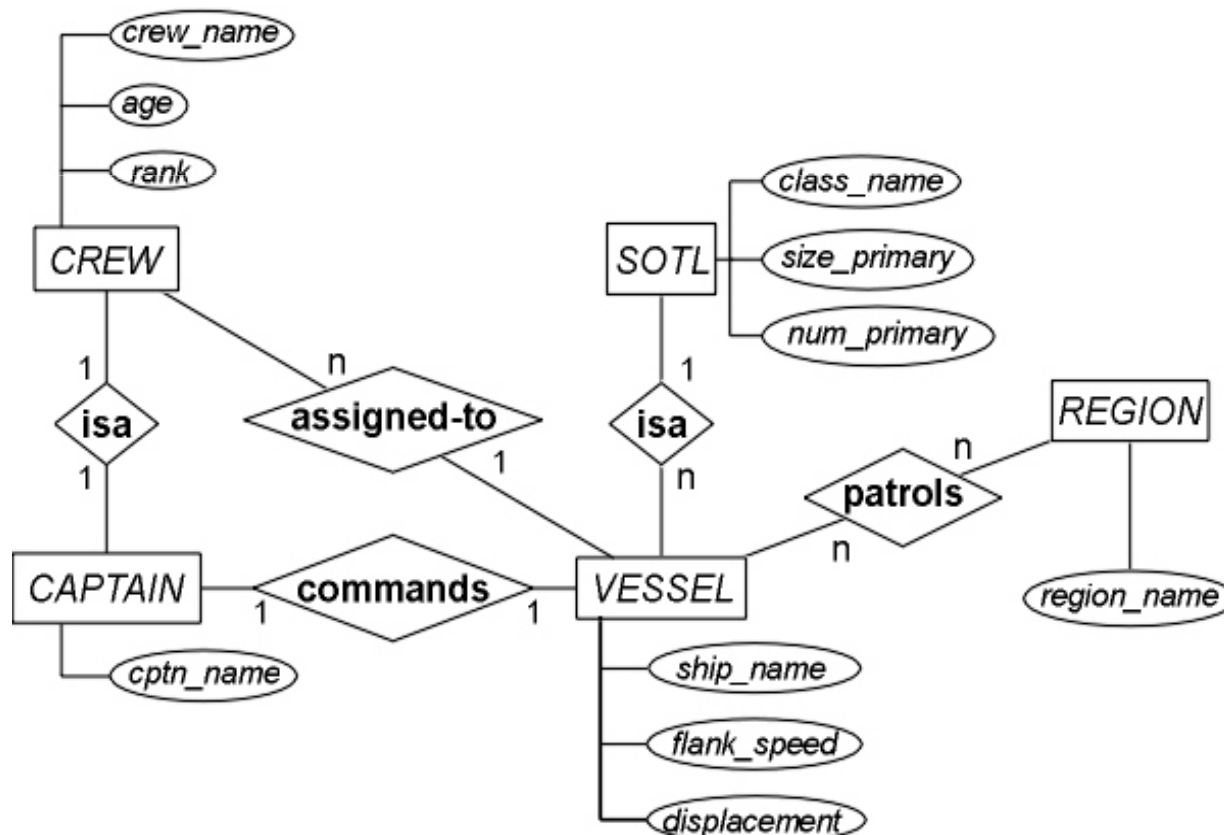 crew_name
age
rank
CREW
class_name
SOTL
size_primary
num_primary
1
n
1
isa
assigned-to
isa
REGION
1
1
n
n
patrols
n
CAPTAIN
1
commands
1
VESSEL
region_name
cptn_name
ship_name
flank_speed
displacement